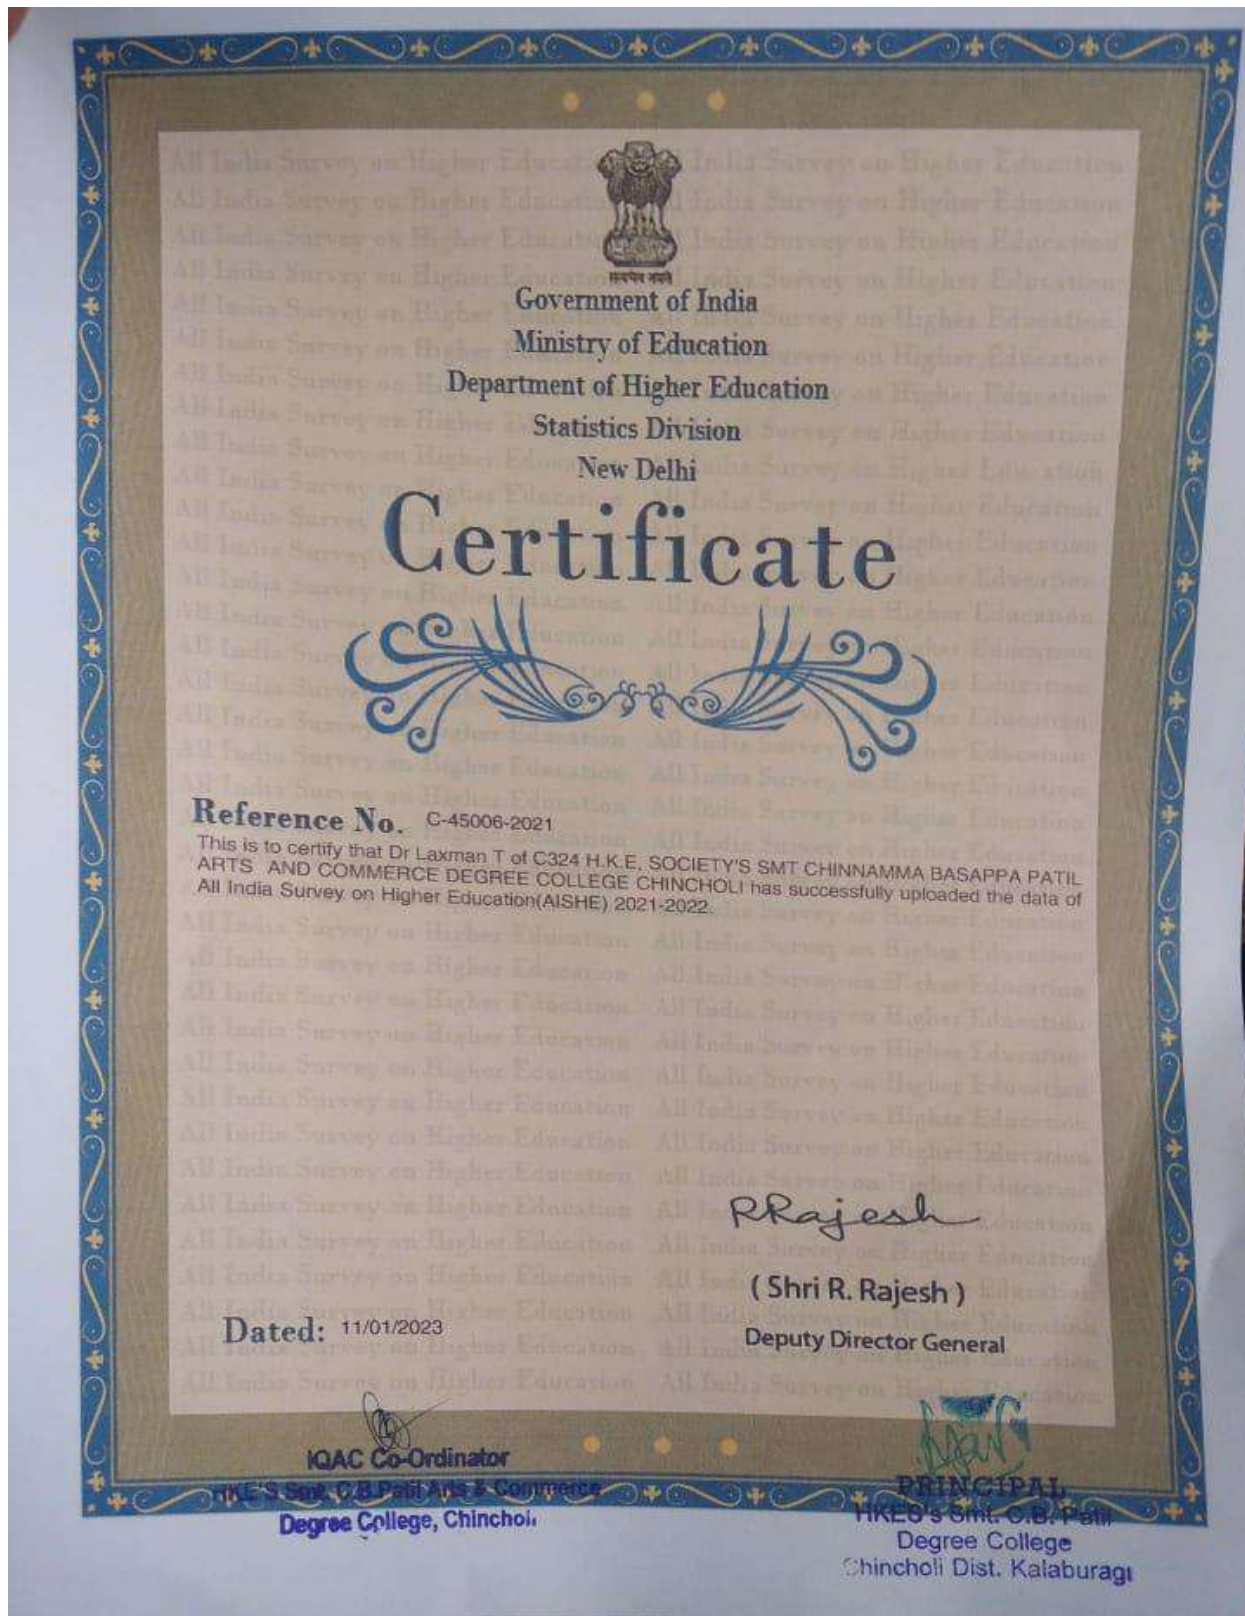 सत्यमेव जयते
Government of India
Ministry of Education
Department of Higher Education
Statistics Division
New Delhi
Certificate
Reference No. C-45006-2021
This is to certify that Dr Laxman T of C324 H.K.E, SOCIETY'S SMT CHINNAMMA BASAPPA PATIL
ARTS AND COMMERCE DEGREE COLLEGE CHINCHOLI has successfully uploaded the data of
All India Survey on Higher Education(AISHE) 2021-2022.
RRajesh
( Shri R. Rajesh )
Dated: 11/01/2023
Deputy Director General
IQAC Co-Ordinator
HKE'S Smt. C.B.Patil Arts & Commerce
Degree College, Chincholi.
PRINCIPAL
HKES's Smt. C.B. Patil
Degree College
Chincholi Dist. Kalaburagi